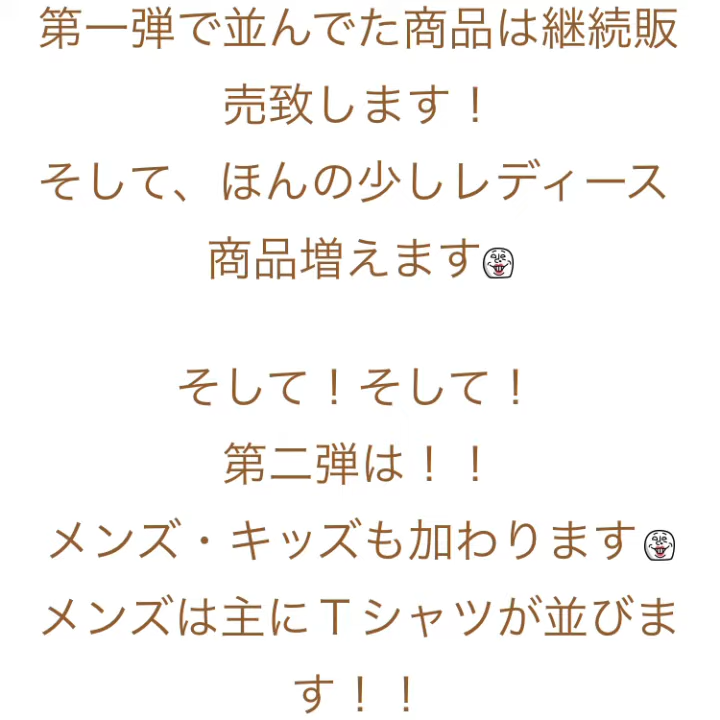 第一弾で並んでた商品は継続販
売致します！
そして、ほんの少しレディース
商品増えます
そして！そして！
第二弾は！！
メンズ・キッズも加わります
メンズは主にＴシャツが並びま
す！！